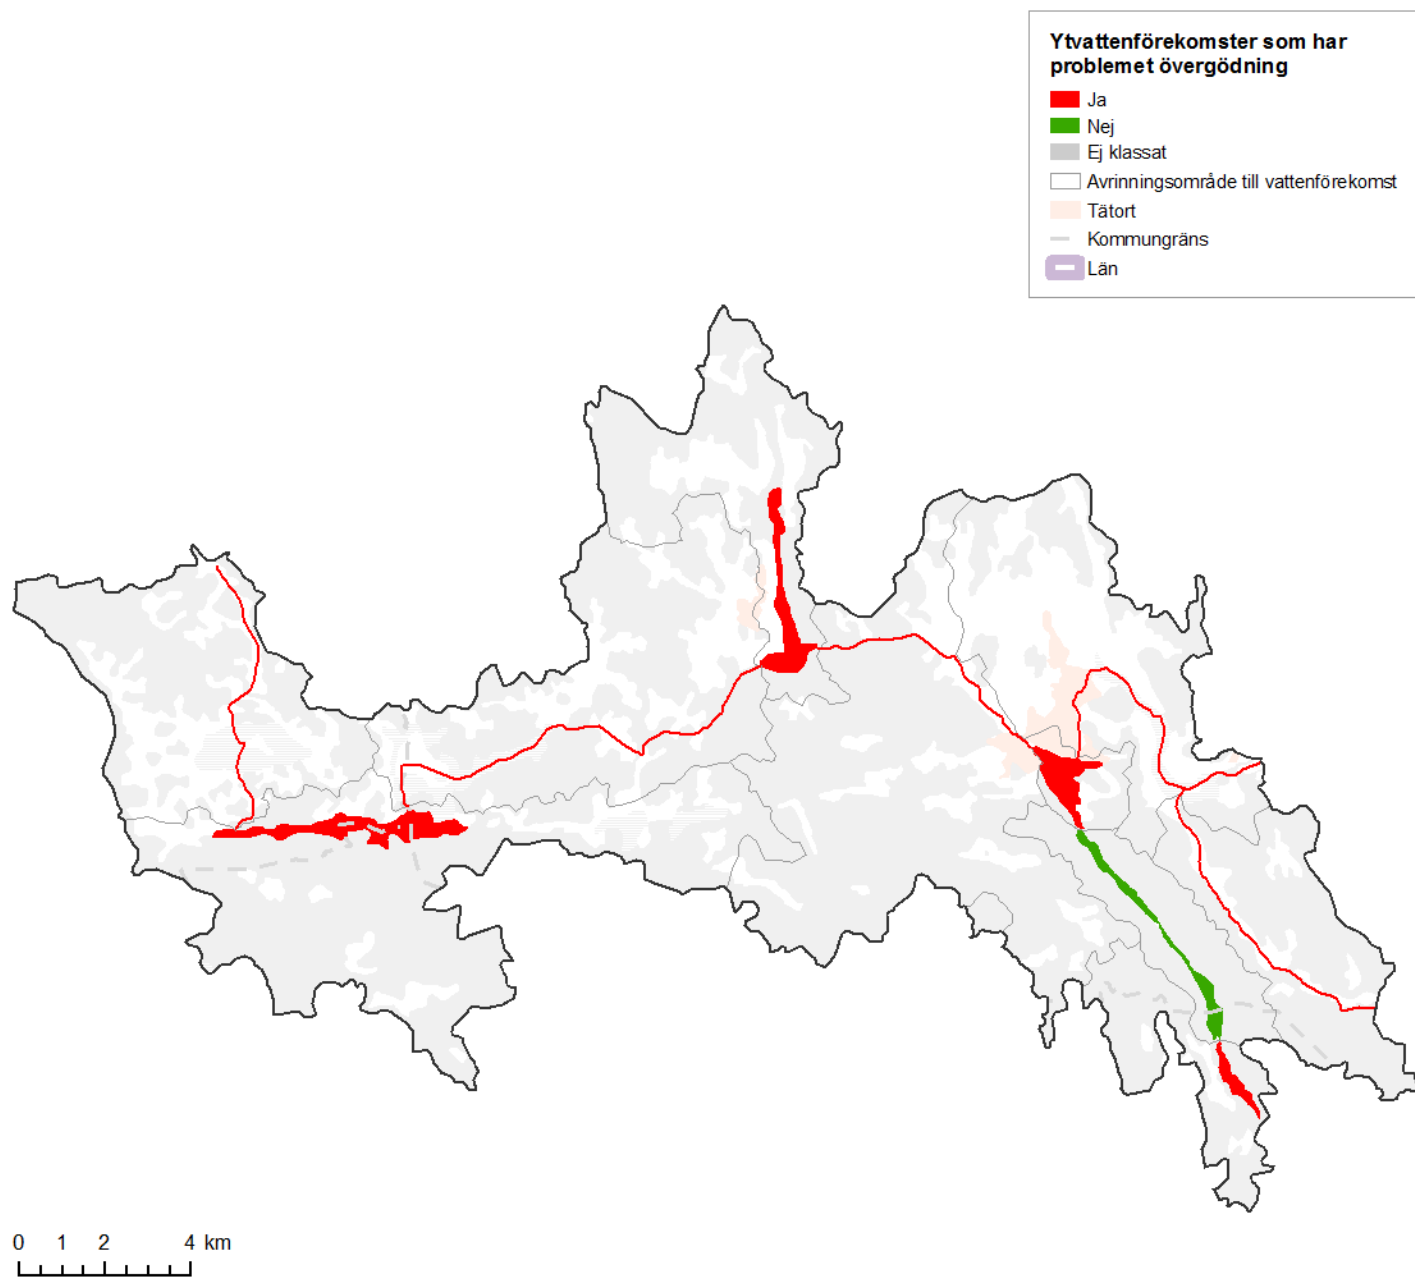 Ytvattenförekomster som har
problemet övergödning
Ja
Nej
Ej klassat
Avrinningsområde till vattenförekomst
Tätort
Kommungräns
Län
0 1 2 4 km